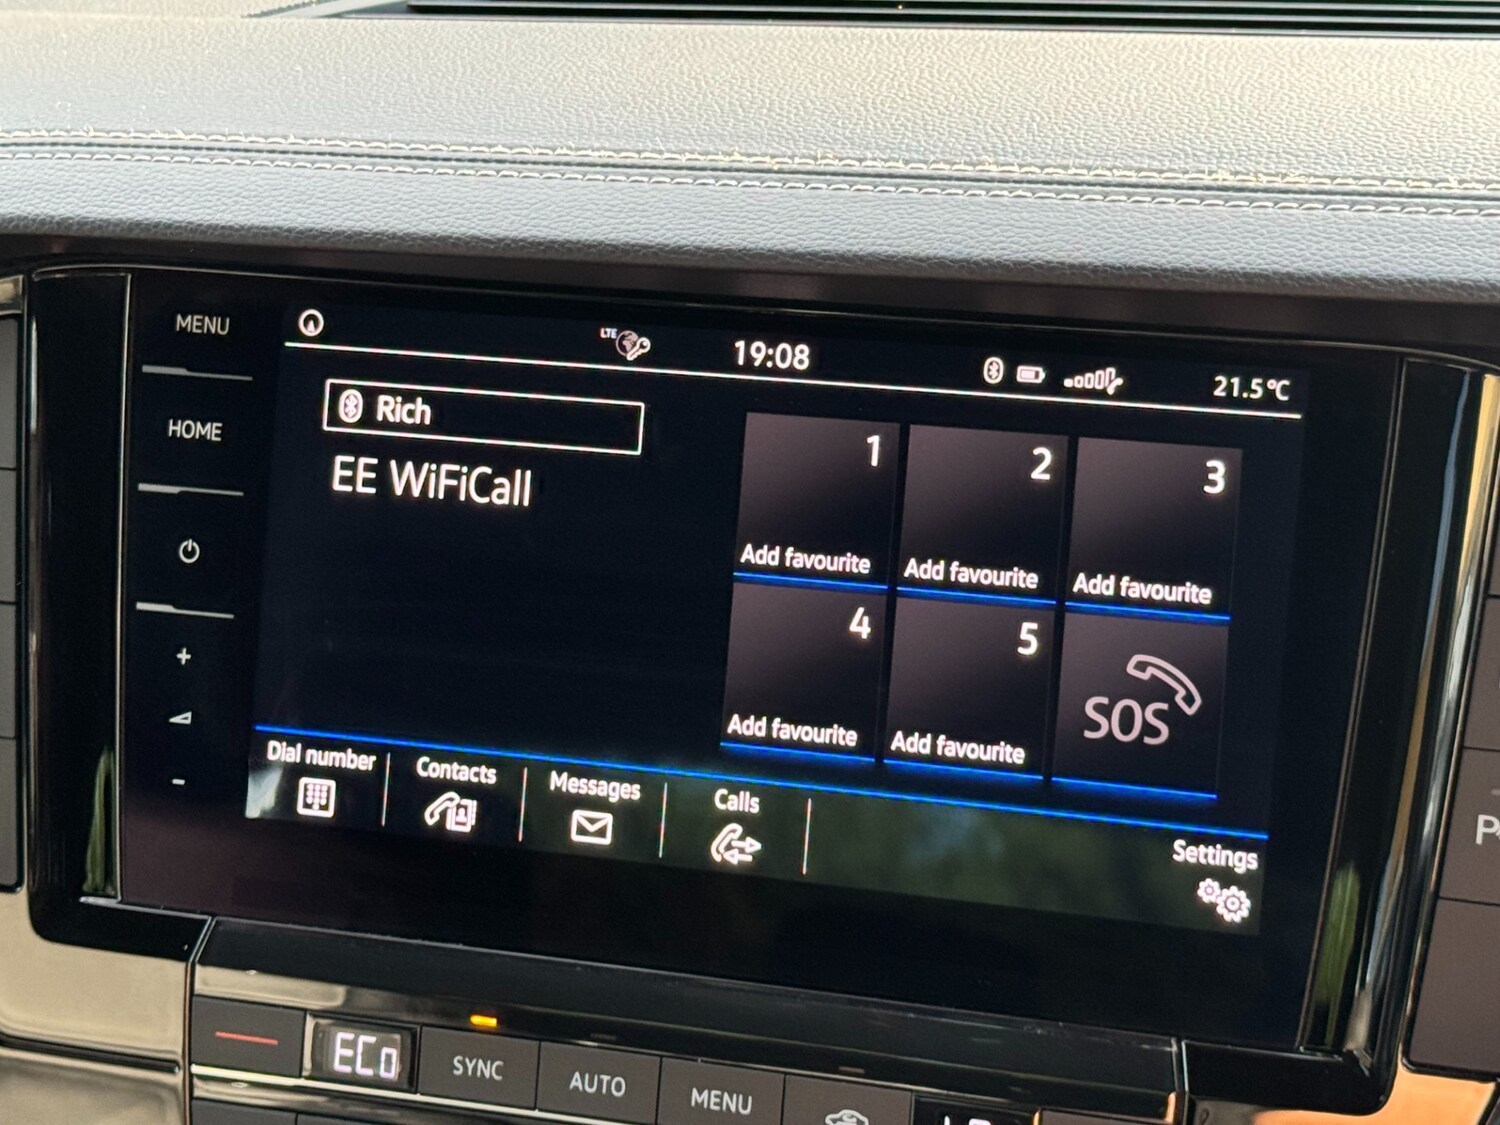 MENU
HOME
LTE
19:08
21.5°C
Rich
EE WiFiCall
1
Add favourite
2
Add favourite
3
Add favourite
4
Add favourite
5
Add favourite
SOS
Dial number
Contacts
Messages
Calls
Settings
ECO
SYNC
AUTO
MENU